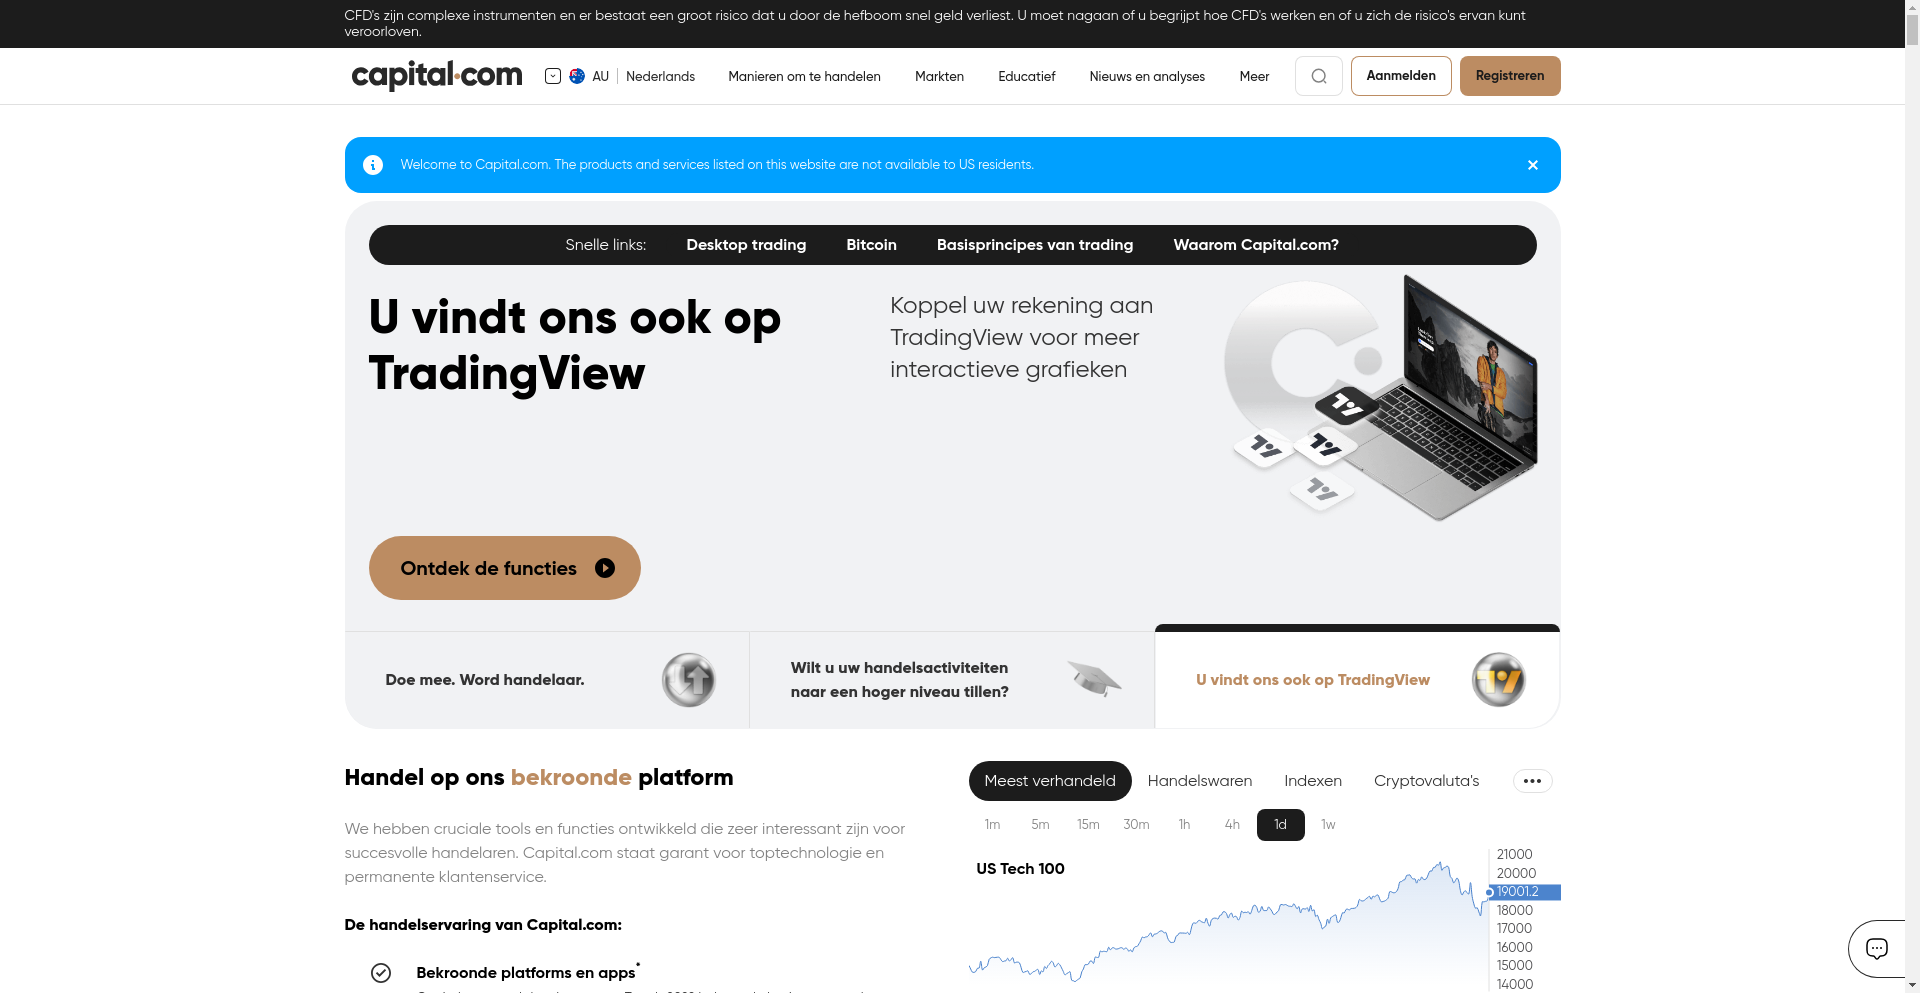 CFD's zijn complexe instrumenten en er bestaat een groot risico dat u door de hefboom snel geld verliest. U moet nagaan of u begrijpt hoe CFD's werken en of u zich de risico's ervan kunt
veroorloven.
capital.com
AU
Nederlands
Manieren om te handelen
Markten
Educatief
Nieuws en analyses
Meer
Aanmelden
Registreren
Welcome to Capital.com. The products and services listed on this website are not available to US residents.
Snelle links:
Desktop trading
Bitcoin
Basisprincipes van trading
Waarom Capital.com?
U vindt ons ook op
TradingView
Koppel uw rekening aan
TradingView voor meer
interactieve grafieken
Ontdek de functies
Doe mee. Word handelaar.
Wilt u uw handelsactiviteiten
naar een hoger niveau tillen?
U vindt ons ook op TradingView
Handel op ons bekroonde platform
We hebben cruciale tools en functies ontwikkeld die zeer interessant zijn voor
succesvolle handelaren. Capital.com staat garant voor toptechnologie en
permanente klantenservice.
De handelservaring van Capital.com:
Bekroonde platforms en apps*
Meest verhandeld
Handelswaren
Indexen
Cryptovaluta's
1m
5m
15m
30m
1h
4h
1d
1w
US Tech 100
21000
20000
19001.2
18000
17000
16000
15000
14000